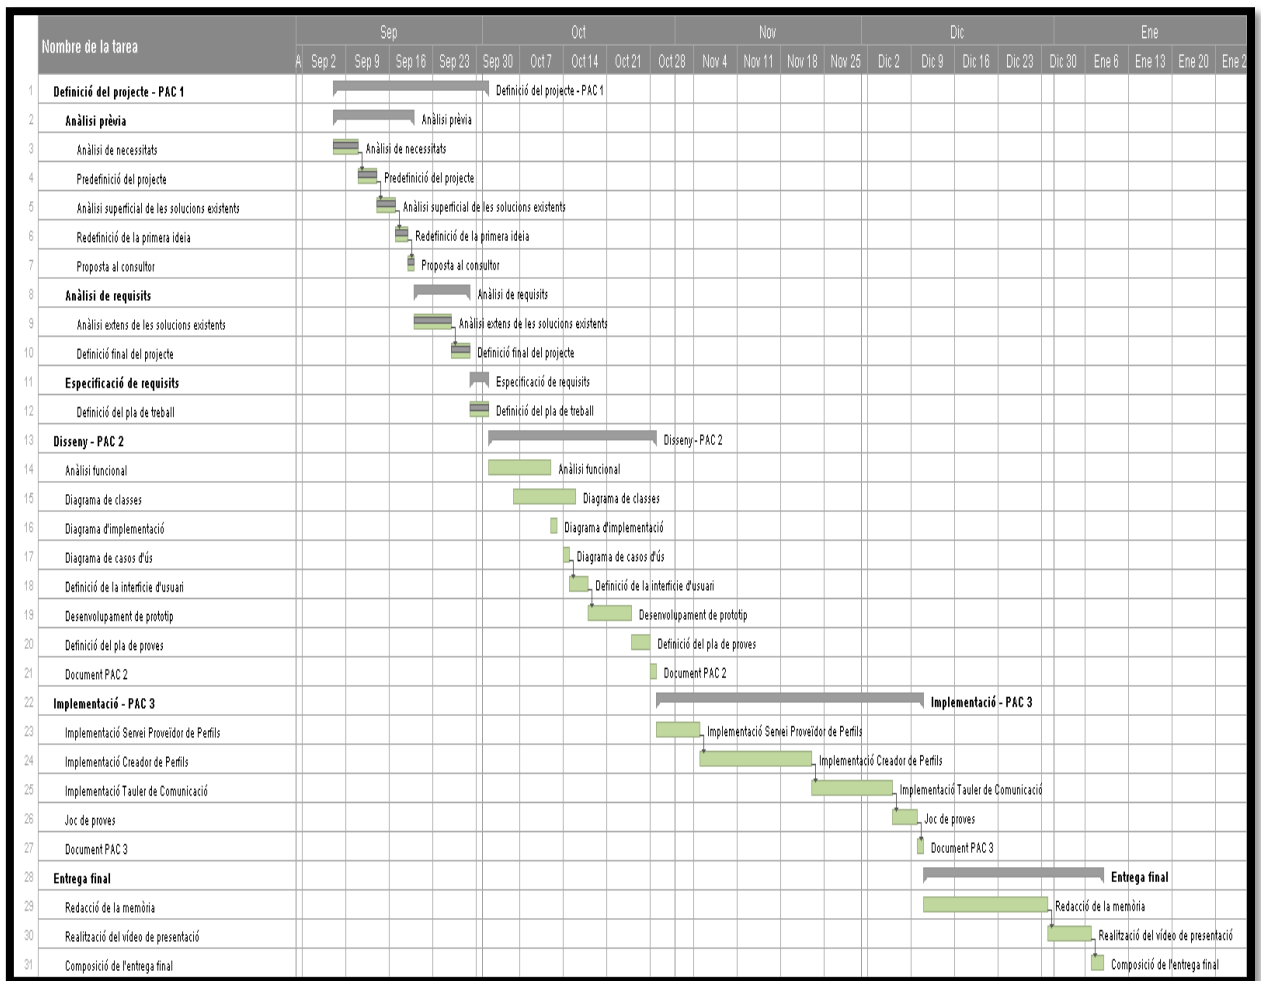 Sep Oct Nov Dic Ene
Nombre de la tarea
A Sep 2 Sep 9 Sep 16 Sep 23 Sep 30 Oct 7 Oct 14 Oct 21 Oct 28 Nov 4 Nov 11 Nov 18 Nov 25 Dic 2 Dic 9 Dic 16 Dic 23 Dic 30 Ene 6 Ene 13 Ene 20 Ene 2
1 Definició del projecte - PAC 1 Definició del projecte - PAC 1
2 Anàlisi prèvia Anàlisi prèvia
3 Anàlisi de necessitats Anàlisi de necessitats
4 Predefinició del projecte Predefinició del projecte
5 Anàlisi superficial de les solucions existents Anàlisi superficial de les solucions existents
6 Redefinició de la primera ideia Redefinició de la primera ideia
7 Proposta al consultor Proposta al consultor
8 Anàlisi de requisits Anàlisi de requisits
9 Anàlisi extens de les solucions existents Anàlisi extens de les solucions existents
10 Definició final del projecte Definició final del projecte
11 Especificació de requisits Especificació de requisits
12 Definició del pla de treball Definició del pla de treball
13 Disseny - PAC 2 Disseny - PAC 2
14 Anàlisi funcional Anàlisi funcional
15 Diagrama de classes Diagrama de classes
16 Diagrama d'implementació Diagrama d'implementació
17 Diagrama de casos d'ús Diagrama de casos d'ús
18 Definició de la interfície d'usuari Definició de la interfície d'usuari
19 Desenvolupament de prototip Desenvolupament de prototip
20 Definició del pla de proves Definició del pla de proves
21 Document PAC 2 Document PAC 2
22 Implementació - PAC 3 Implementació - PAC 3
23 Implementació Servei Proveïdor de Perfils Implementació Servei Proveïdor de Perfils
24 Implementació Creador de Perfils Implementació Creador de Perfils
25 Implementació Tauler de Comunicació Implementació Tauler de Comunicació
26 Joc de proves Joc de proves
27 Document PAC 3 Document PAC 3
28 Entrega final Entrega final
29 Redacció de la memòria Redacció de la memòria
30 Realització del vídeo de presentació Realització del vídeo de presentació
31 Composició de l'entrega final Composició de l'entrega final